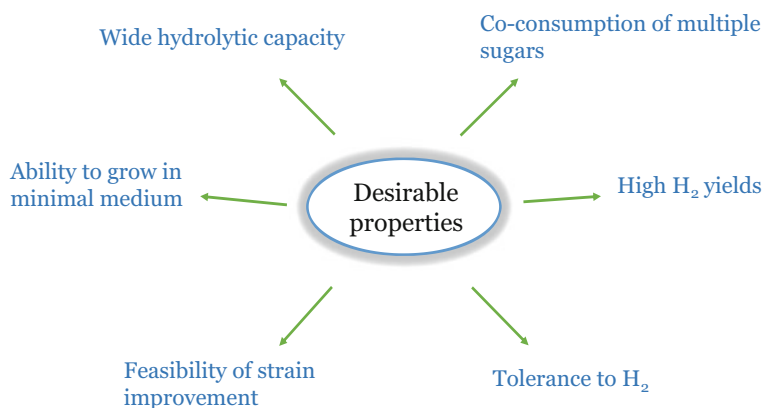 Wide hydrolytic capacity
Co-consumption of multiple
sugars
Ability to grow in
minimal medium
Desirable
properties
High H₂ yields
Feasibility of strain
improvement
Tolerance to H₂